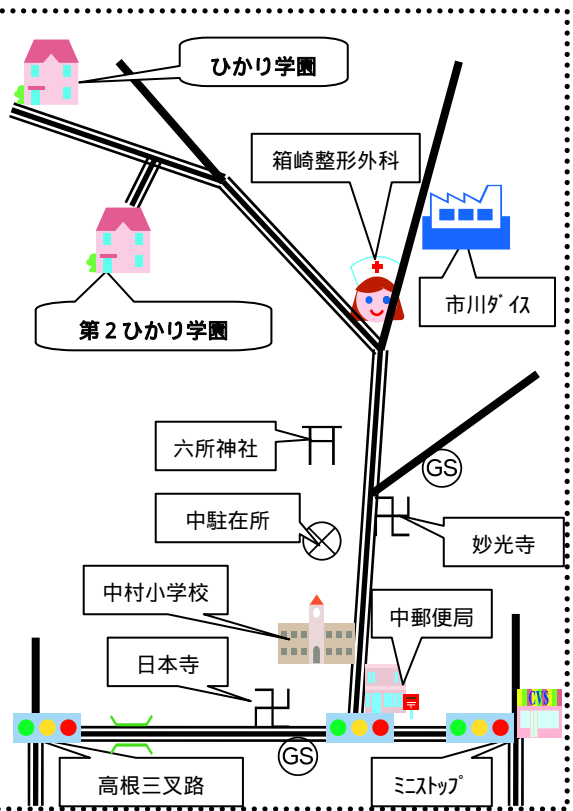 ひかり学園
箱崎整形外科
市川ﾀﾞｲｽ
第２ひかり学園
六所神社
GS
中駐在所
妙光寺
中村小学校
中郵便局
日本寺
CVS
GS
高根三叉路
ﾐﾆｽﾄｯﾌﾟ